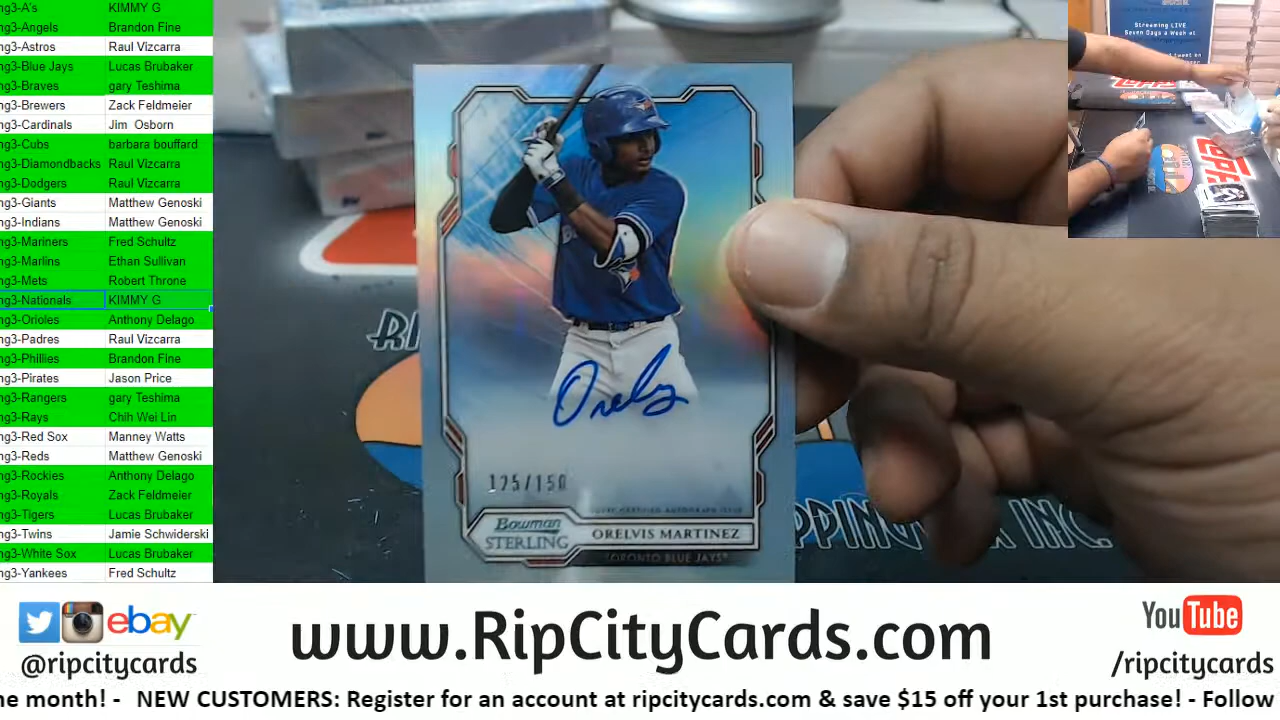 ng3-A's KIMMY G
ng3-Angels Brandon Fine
ng3-Astros Raul Vizcarra
ng3-Blue Jays Lucas Brubaker
ng3-Braves gary Teshima
ng3-Brewers Zack Feldmeier
ng3-Cardinals Jim Osborn
ng3-Cubs barbara bouffard
ng3-Diamondbacks Raul Vizcarra
ng3-Dodgers Raul Vizcarra
ng3-Giants Matthew Genoski
ng3-Indians Matthew Genoski
ng3-Mariners Fred Schultz
ng3-Marlins Ethan Sullivan
ng3-Mets Robert Throne
ng3-Nationals KIMMY G
ng3-Orioles Anthony Delago
ng3-Padres Raul Vizcarra
ng3-Phillies Brandon Fine
ng3-Pirates Jason Price
ng3-Rangers gary Teshima
ng3-Rays Chih Wei Lin
ng3-Red Sox Manney Watts
ng3-Reds Matthew Genoski
ng3-Rockies Anthony Delago
ng3-Royals Zack Feldmeier
ng3-Tigers Lucas Brubaker
ng3-Twins Jamie Schwiderski
ng3-White Sox Lucas Brubaker
ng3-Yankees Fred Schultz
125/150
Bowman
STERLING
ORELVIS MARTINEZ
TORONTO BLUE JAYS
INC.
Streaming LIVE
Seven Days a Week at
ebay
@ripcitycards
www.RipCityCards.com
YouTube
/ripcitycards
ne month! - NEW CUSTOMERS: Register for an account at ripcitycards.com & save $15 off your 1st purchase! - Follow